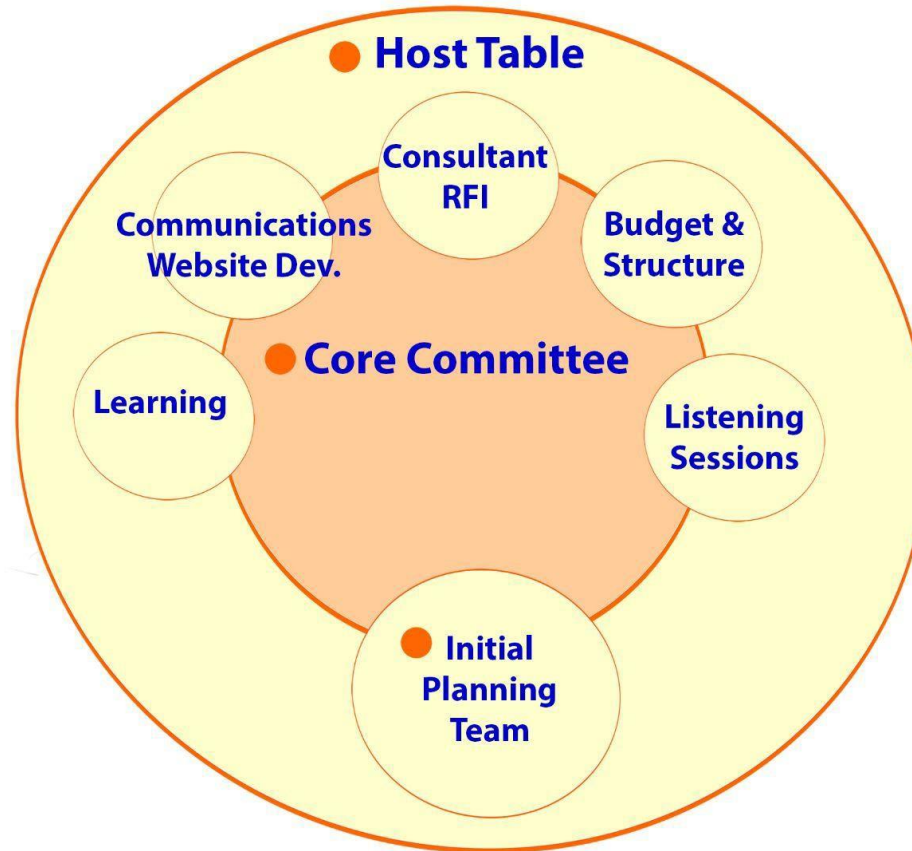 Host Table
Consultant
RFI
Communications
Website Dev.
Budget &
Structure
Core Committee
Learning
Listening
Sessions
Initial
Planning
Team